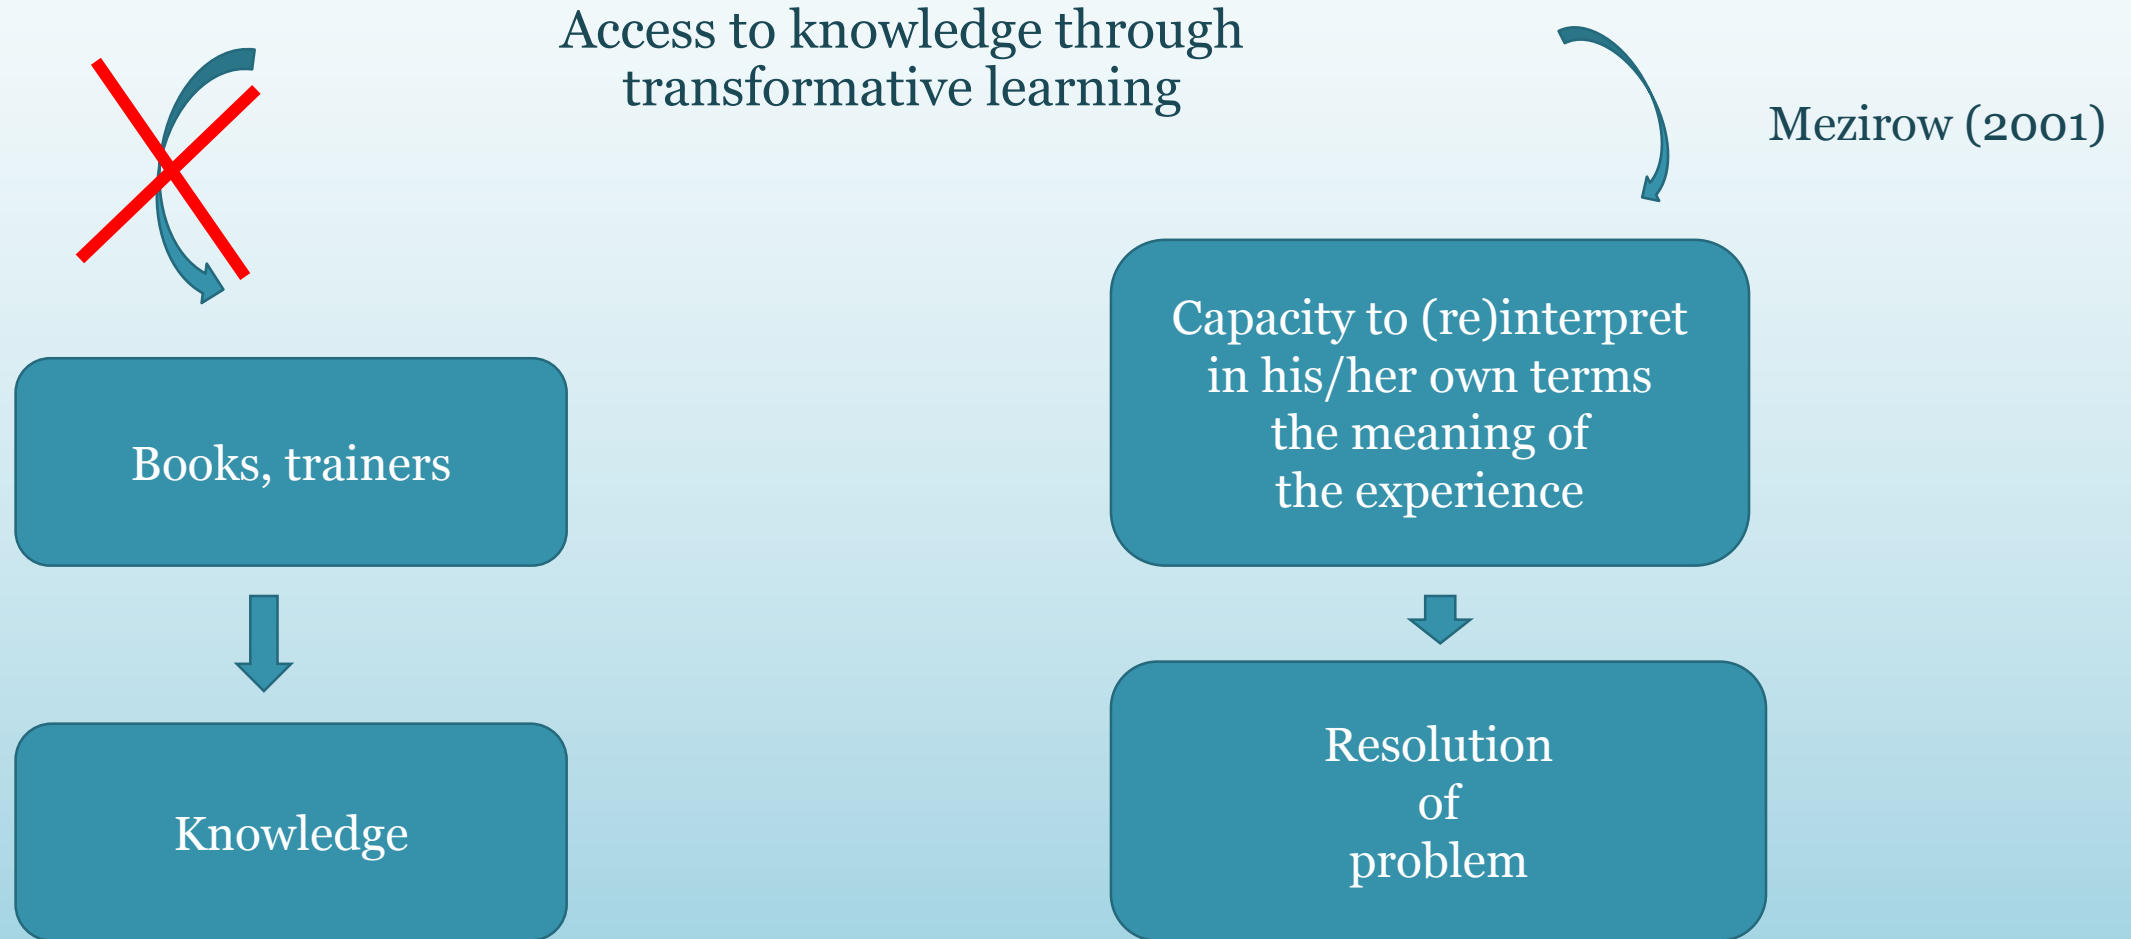 Access to knowledge through
transformative learning
Mezirow (2001)
Books, trainers
Knowledge
Capacity to (re)interpret
in his/her own terms
the meaning of
the experience
Resolution
of
problem